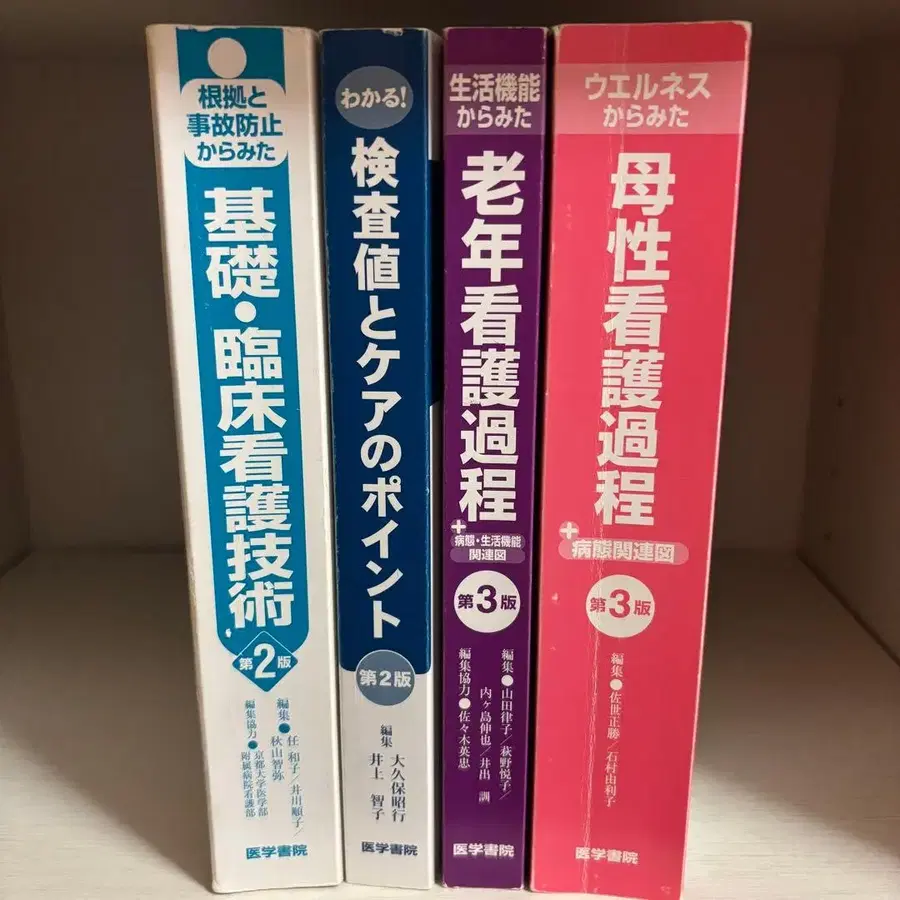 根拠と
事故防止
からみた
基礎・臨床看護技術
第2版
編集●任 和子/井川順子/
秋山智弥
編集協力●京都大学医学部
附属病院看護部
医学書院
わかる!
検査値とケアのポイント
第2版
編集 大久保昭行
井上 智子
医学書院
生活機能
からみた
老年看護過程
+
病態・生活機能
関連図
第3版
編集●山田律子/萩野悦子/
内ヶ島伸也/井出 訓
編集協力●佐々木英忠
医学書院
ウエルネス
からみた
母性看護過程
+
病態関連図
第3版
編集●佐世正勝/石村由利子
医学書院